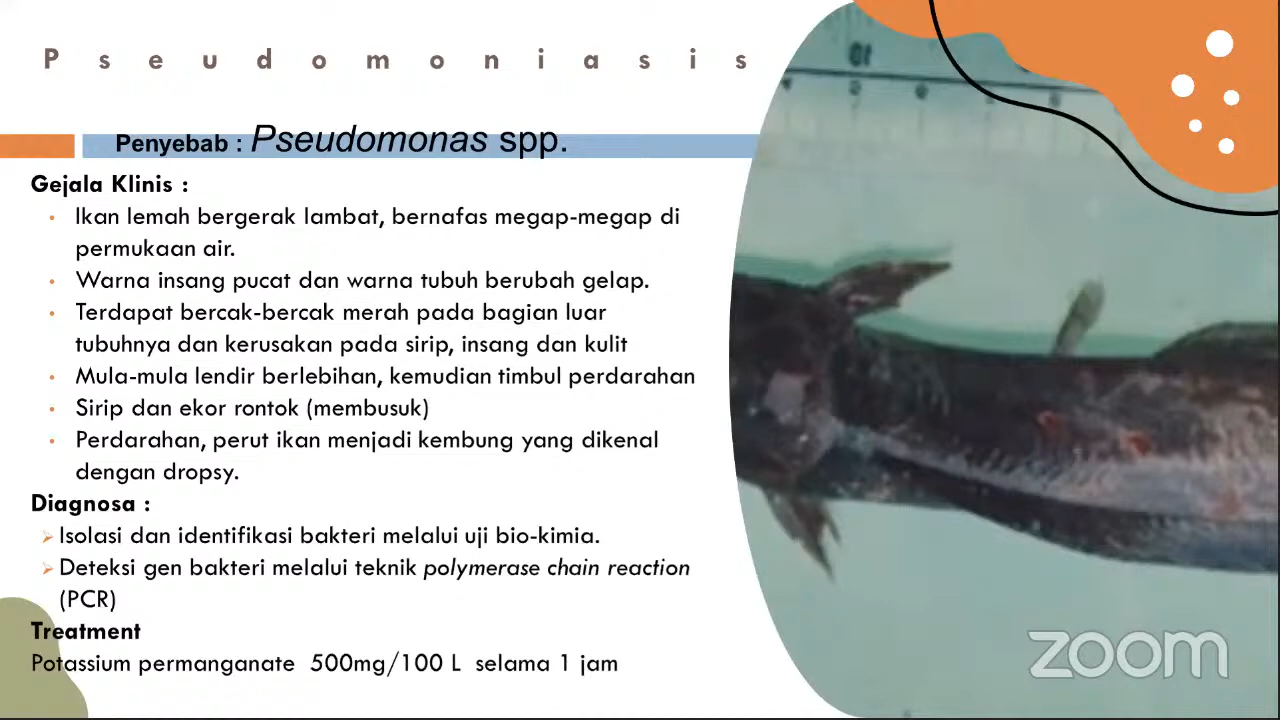 Pseudomoniasis
Penyebab : Pseudomonas spp.
Gejala Klinis :
• Ikan lemah bergerak lambat, bernafas megap-megap di
permukaan air.
• Warna insang pucat dan warna tubuh berubah gelap.
• Terdapat bercak-bercak merah pada bagian luar
tubuhnya dan kerusakan pada sirip, insang dan kulit
• Mula-mula lendir berlebihan, kemudian timbul perdarahan
• Sirip dan ekor rontok (membusuk)
• Perdarahan, perut ikan menjadi kembung yang dikenal
dengan dropsy.
Diagnosa :
➢ Isolasi dan identifikasi bakteri melalui uji bio-kimia.
➢ Deteksi gen bakteri melalui teknik polymerase chain reaction
(PCR)
Treatment
Potassium permanganate 500mg/100 L selama 1 jam
zoom